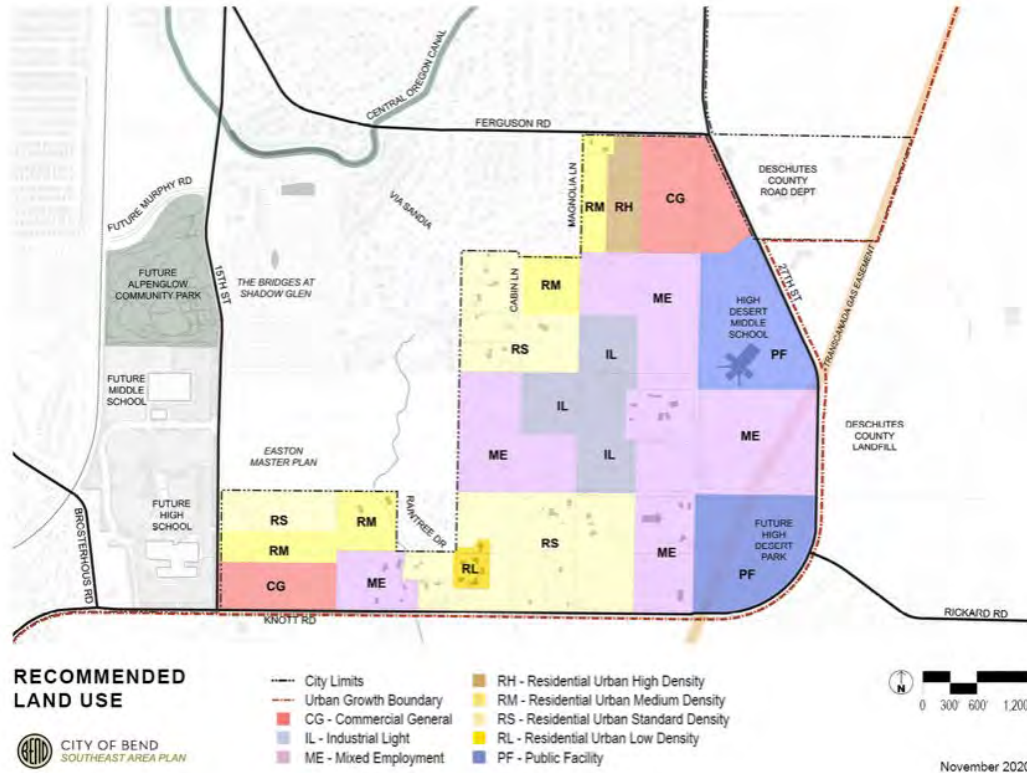 CENTRAL OREGON CANAL
FERGUSON RD
DESCHUTES
COUNTY
ROAD DEPT
MAGNOLIA LN
RM
RH
CG
VIA SANDIA
FUTURE MURPHY RD
15TH ST
FUTURE
ALPENGLOW
COMMUNITY PARK
THE BRIDGES AT
SHADOW GLEN
CABIN LN
RM
ME
27TH ST
TRANSCANADA GAS EASEMENT
HIGH
DESERT
MIDDLE
SCHOOL
PF
RS
IL
FUTURE
MIDDLE
SCHOOL
IL
ME
DESCHUTES
COUNTY
LANDFILL
EASTON
MASTER PLAN
ME
IL
RAINTREE DR
BROSTERHOUS RD
FUTURE
HIGH
SCHOOL
RS
RM
RM
RS
FUTURE HIGH
DESERT
PARK
ME
RL
PF
CG
ME
KNOTT RD
RICKARD RD
RECOMMENDED
LAND USE
BEND
CITY OF BEND
SOUTHEAST AREA PLAN
City Limits
Urban Growth Boundary
CG - Commercial General
IL - Industrial Light
ME - Mixed Employment
RH - Residential Urban High Density
RM - Residential Urban Medium Density
RS - Residential Urban Standard Density
RL - Residential Urban Low Density
PF - Public Facility
N
0 300' 600' 1,200'
November 2020